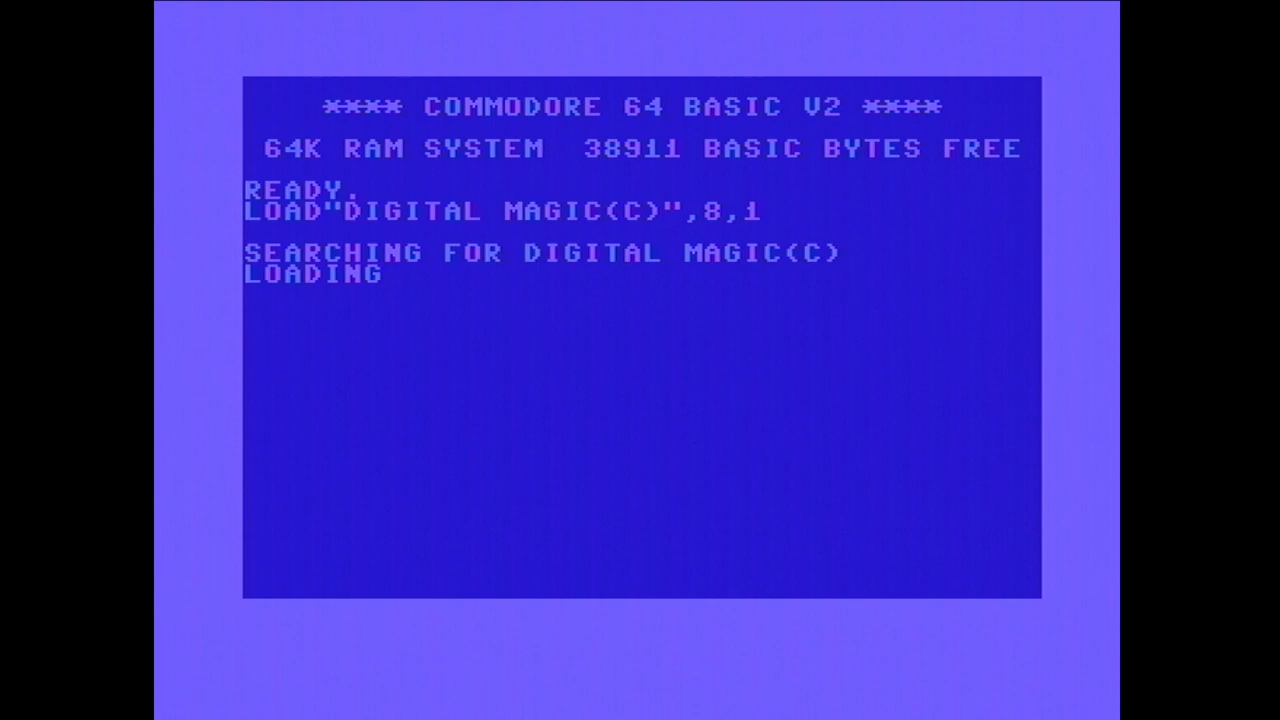 **** COMMODORE 64 BASIC V2 ****
64K RAM SYSTEM  38911 BASIC BYTES FREE
READY.
LOAD"DIGITAL MAGIC(C)",8,1
SEARCHING FOR DIGITAL MAGIC(C)
LOADING